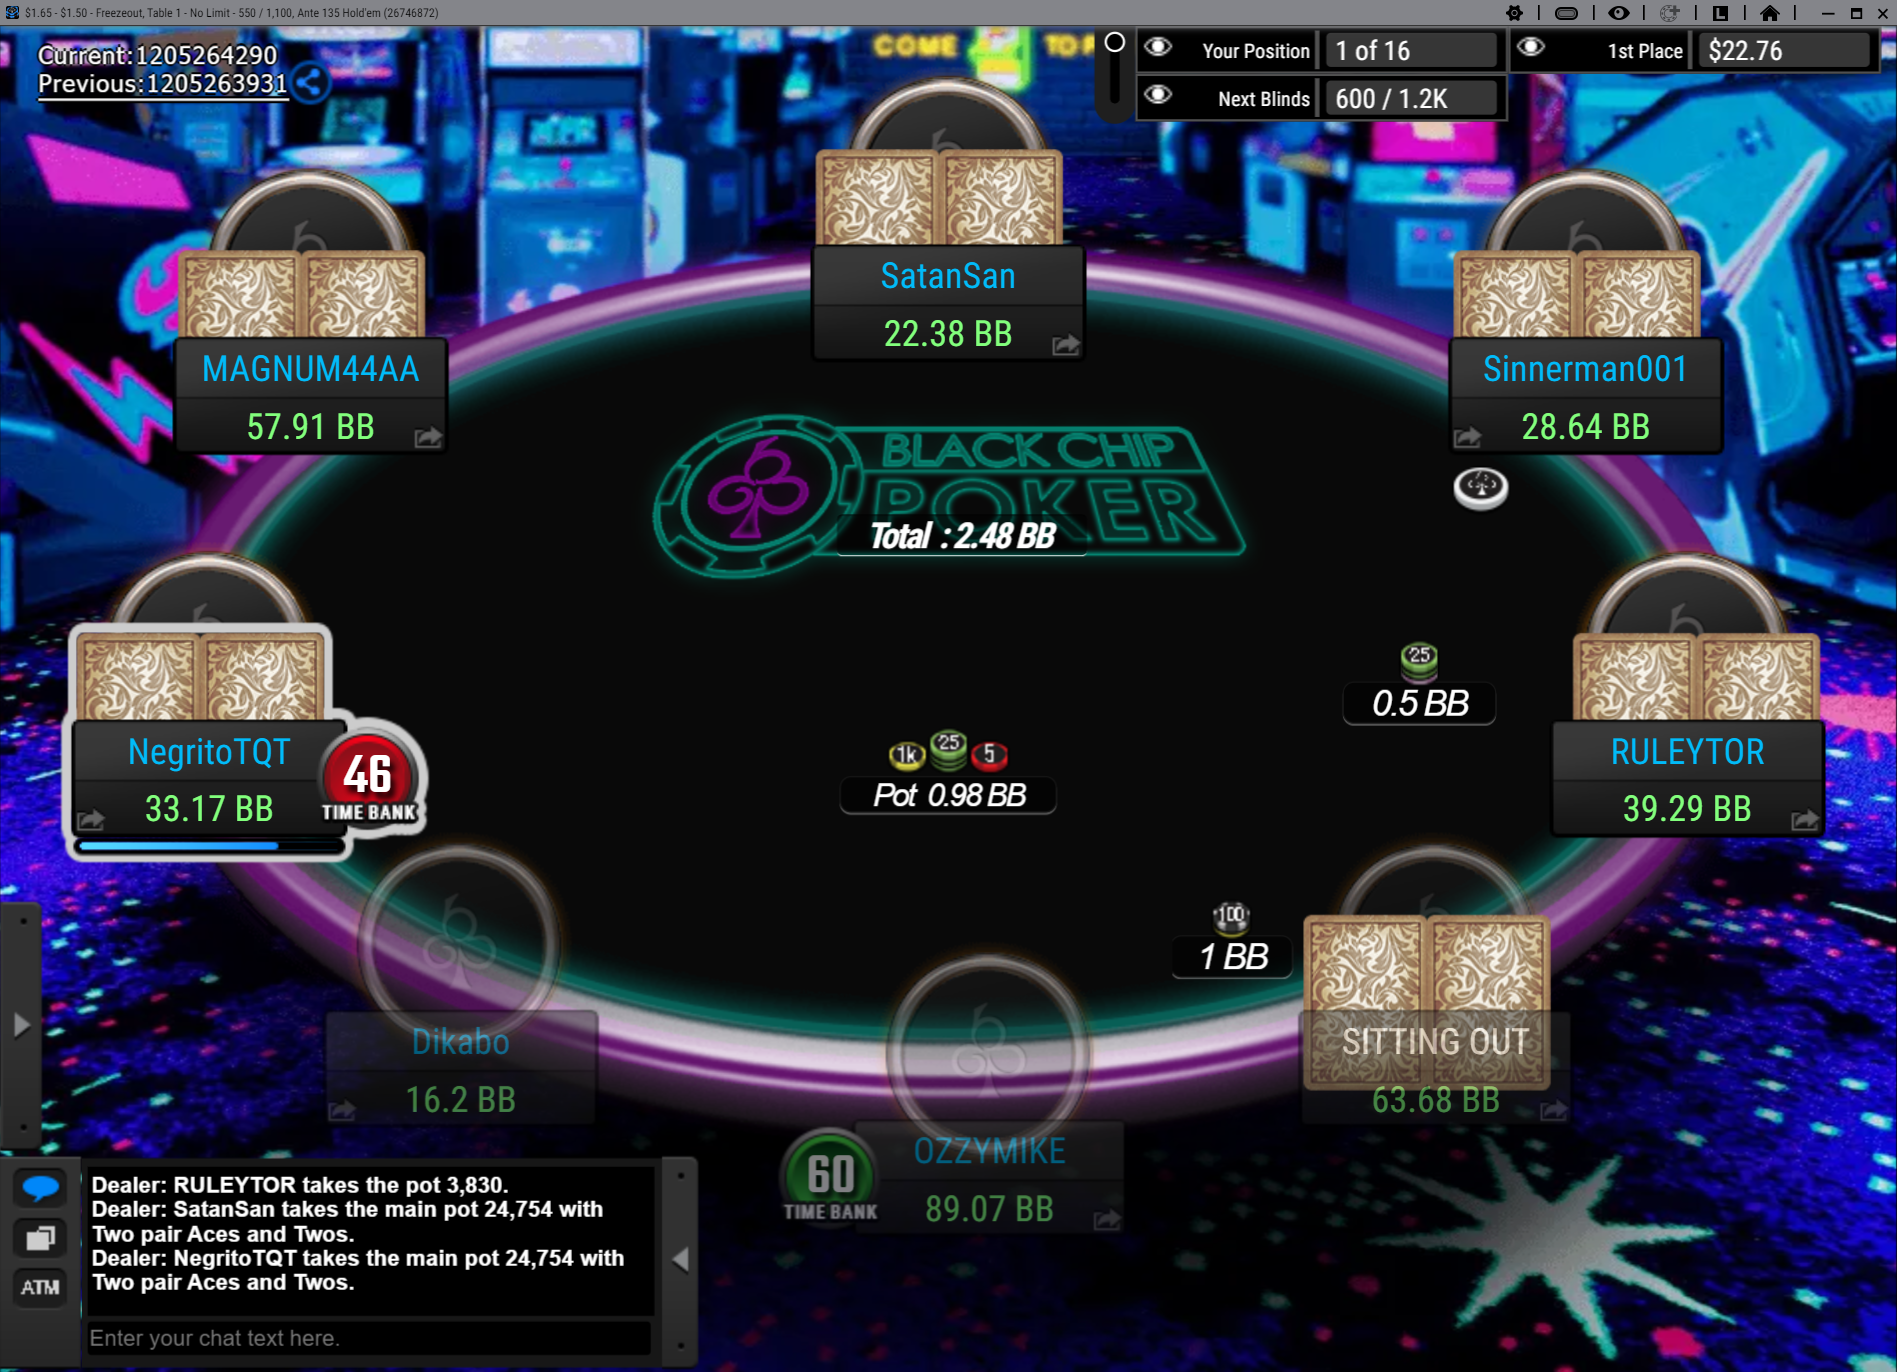 $1.65 - $1.50 - Freezeout, Table 1 - No Limit - 550 / 1,100, Ante 135 Hold'em (26746872)
L
Current:1205264290
Previous:1205263931
COME
Your Position 1 of 16
1st Place $22.76
Next Blinds 600 / 1.2K
SatanSan
22.38 BB
MAGNUM44AA
57.91 BB
Sinnerman001
28.64 BB
BLACK CHIP
POKER
Total : 2.48 BB
25
0.5 BB
NegritoTQT
33.17 BB
46
TIME BANK
RULEYTOR
39.29 BB
1k 25 5
Pot 0.98 BB
100
1 BB
Dikabo
16.2 BB
SITTING OUT
63.68 BB
OZZYMIKE
89.07 BB
60
TIME BANK
Dealer: RULEYTOR takes the pot 3,830.
Dealer: SatanSan takes the main pot 24,754 with
Two pair Aces and Twos.
Dealer: NegritoTQT takes the main pot 24,754 with
Two pair Aces and Twos.
ATM
Enter your chat text here.